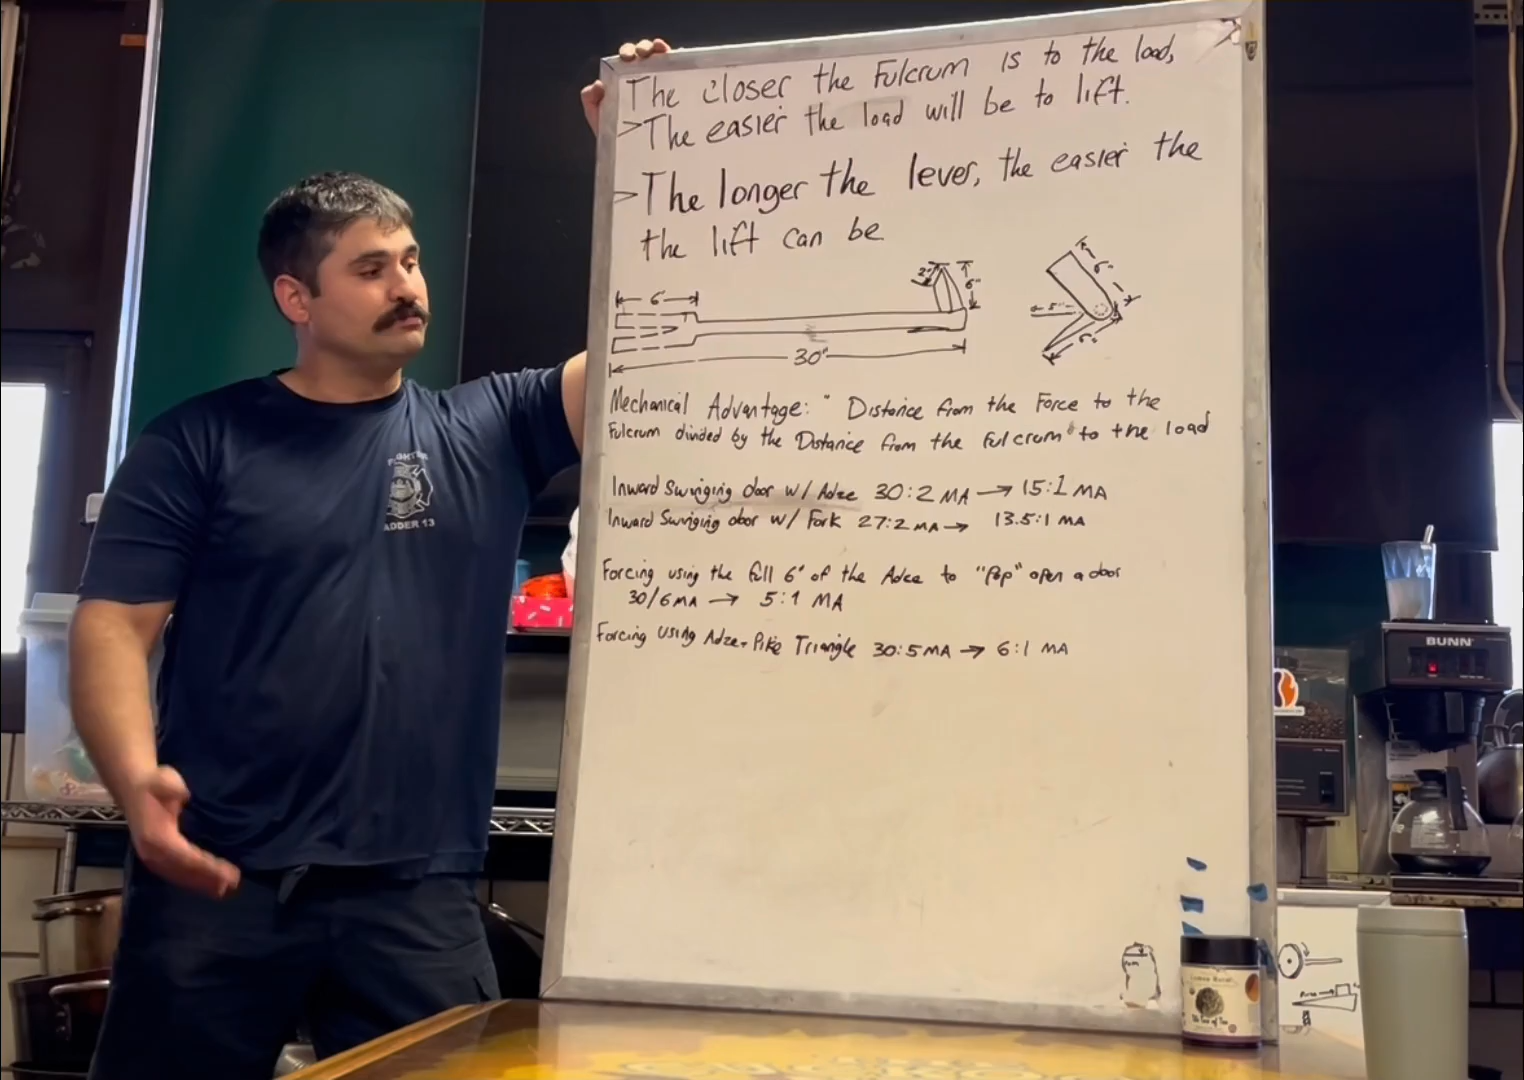 The closer the Fulcrum is to the load,
>The easier the load will be to lift.
>The longer the lever, the easier the
the lift can be
6"
2"
6"
30"
6"
5"
6"
Mechanical Advantage: " Distance from the Force to the
Fulcrum divided by the Distance from the fulcrum" to the load
Inward Swinging door w/ Adze 30:2 MA → 15:1 MA
Inward Swinging door w/ Fork 27:2 MA → 13.5:1 MA
Forcing using the full 6" of the Adze to "Pop" open a door
30/6 MA → 5:1 MA
Forcing using Adze-Pike Triangle 30:5 MA → 6:1 MA
ADDER 13
BUNN